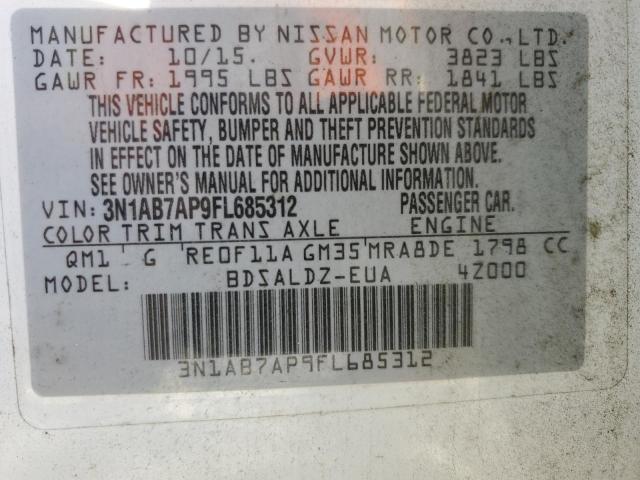 MANUFACTURED BY NISSAN MOTOR CO.,LTD.
DATE: 10/15. GVWR: 3823 LBS
GAWR FR: 1995 LBS GAWR RR: 1841 LBS
THIS VEHICLE CONFORMS TO ALL APPLICABLE FEDERAL MOTOR
VEHICLE SAFETY, BUMPER AND THEFT PREVENTION STANDARDS
IN EFFECT ON THE DATE OF MANUFACTURE SHOWN ABOVE.
SEE OWNER'S MANUAL FOR ADDITIONAL INFORMATION.
VIN: 3N1AB7AP9FL685312 PASSENGER CAR.
COLOR TRIM TRANS AXLE ENGINE
QM1 G RE0F11A GM35 MRA8DE 1798 CC
MODEL: BDSALDZ-EUA 4Z000
3N1AB7AP9FL685312